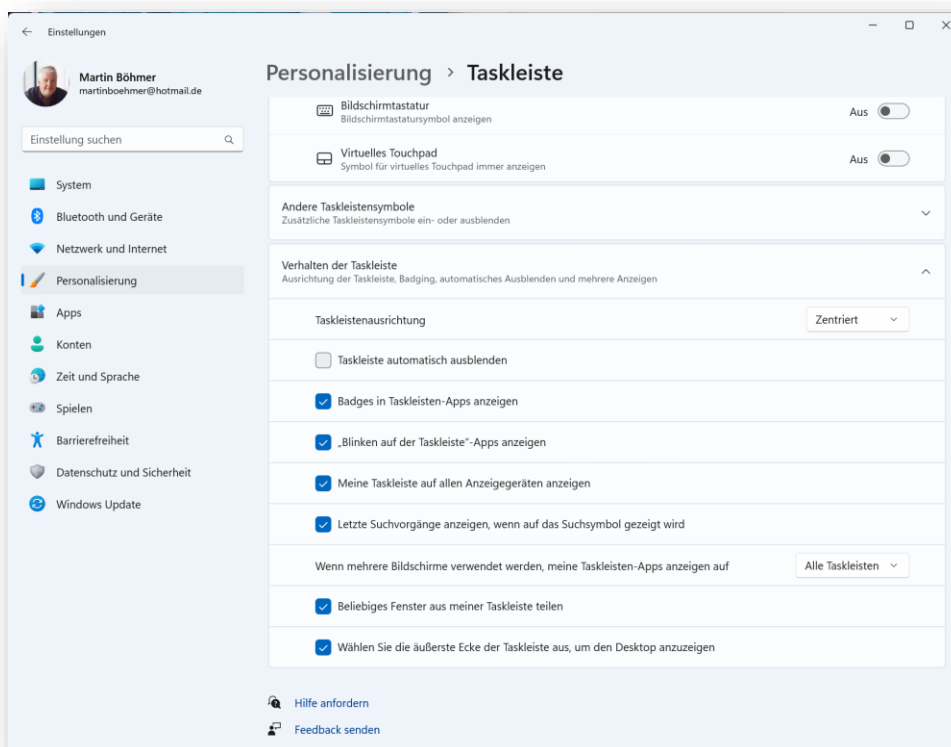 Einstellungen
Martin Böhmer
martinboehmer@hotmail.de
Einstellung suchen
System
Bluetooth und Geräte
Netzwerk und Internet
Personalisierung
Apps
Konten
Zeit und Sprache
Spielen
Barrierefreiheit
Datenschutz und Sicherheit
Windows Update
Personalisierung > Taskleiste
Bildschirmtastatur
Bildschirmtastatursymbol anzeigen
Aus
Virtuelles Touchpad
Symbol für virtuelles Touchpad immer anzeigen
Aus
Andere Taskleistensymbole
Zusätzliche Taskleistensymbole ein- oder ausblenden
Verhalten der Taskleiste
Ausrichtung der Taskleiste, Badging, automatisches Ausblenden und mehrere Anzeigen
Taskleistenausrichtung
Zentriert
Taskleiste automatisch ausblenden
Badges in Taskleisten-Apps anzeigen
„Blinken auf der Taskleiste“-Apps anzeigen
Meine Taskleiste auf allen Anzeigegeräten anzeigen
Letzte Suchvorgänge anzeigen, wenn auf das Suchsymbol gezeigt wird
Wenn mehrere Bildschirme verwendet werden, meine Taskleisten-Apps anzeigen auf
Alle Taskleisten
Beliebiges Fenster aus meiner Taskleiste teilen
Wählen Sie die äußerste Ecke der Taskleiste aus, um den Desktop anzuzeigen
Hilfe anfordern
Feedback senden